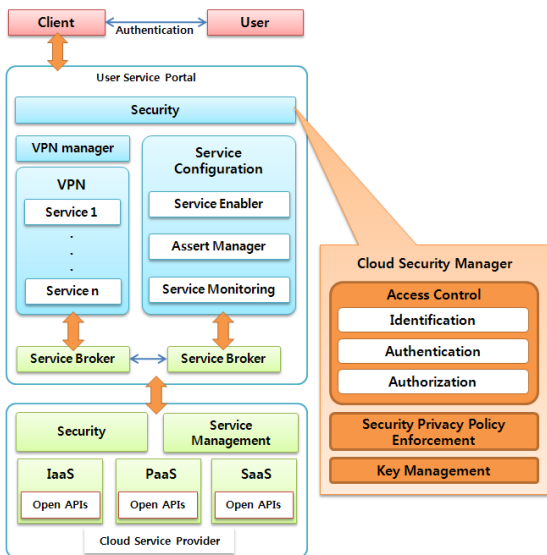 Client
User
Authentication
User Service Portal
Security
VPN manager
VPN
Service 1
.
.
.
Service n
Service
Configuration
Service Enabler
Assert Manager
Service Monitoring
Service Broker
Service Broker
Cloud Security Manager
Access Control
Identification
Authentication
Authorization
Security Privacy Policy
Enforcement
Key Management
Security
Service
Management
IaaS
Open APIs
PaaS
Open APIs
SaaS
Open APIs
Cloud Service Provider